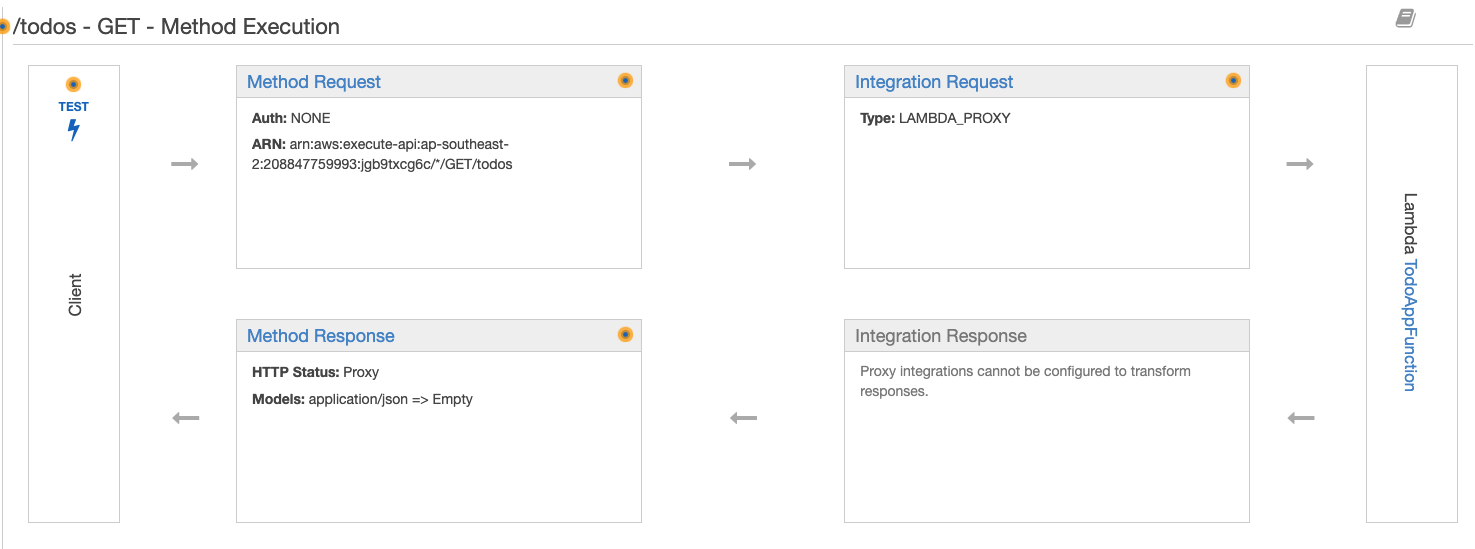 /todos - GET - Method Execution
TEST
Client
Method Request
Auth: NONE
ARN: arn:aws:execute-api:ap-southeast-
2:208847759993:jgb9txcg6c/*/GET/todos
Integration Request
Type: LAMBDA_PROXY
Lambda TodoAppFunction
Method Response
HTTP Status: Proxy
Models: application/json => Empty
Integration Response
Proxy integrations cannot be configured to transform
responses.